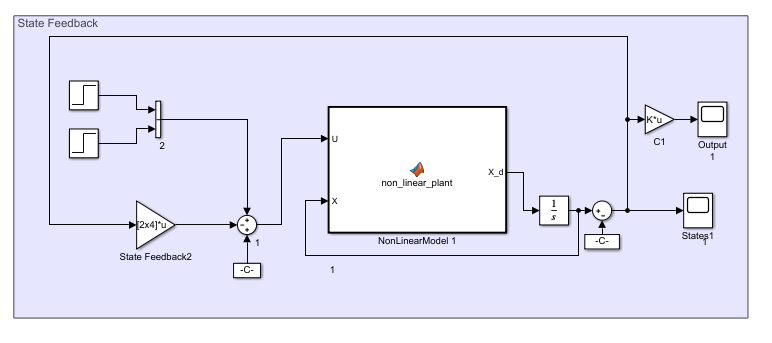 State Feedback
2
U
X
non_linear_plant
X_d
NonLinearModel 1
1
s
K*u
C1
Output
1
[2x4]*u
State Feedback2
1
-C-
-C-
States1
1
1